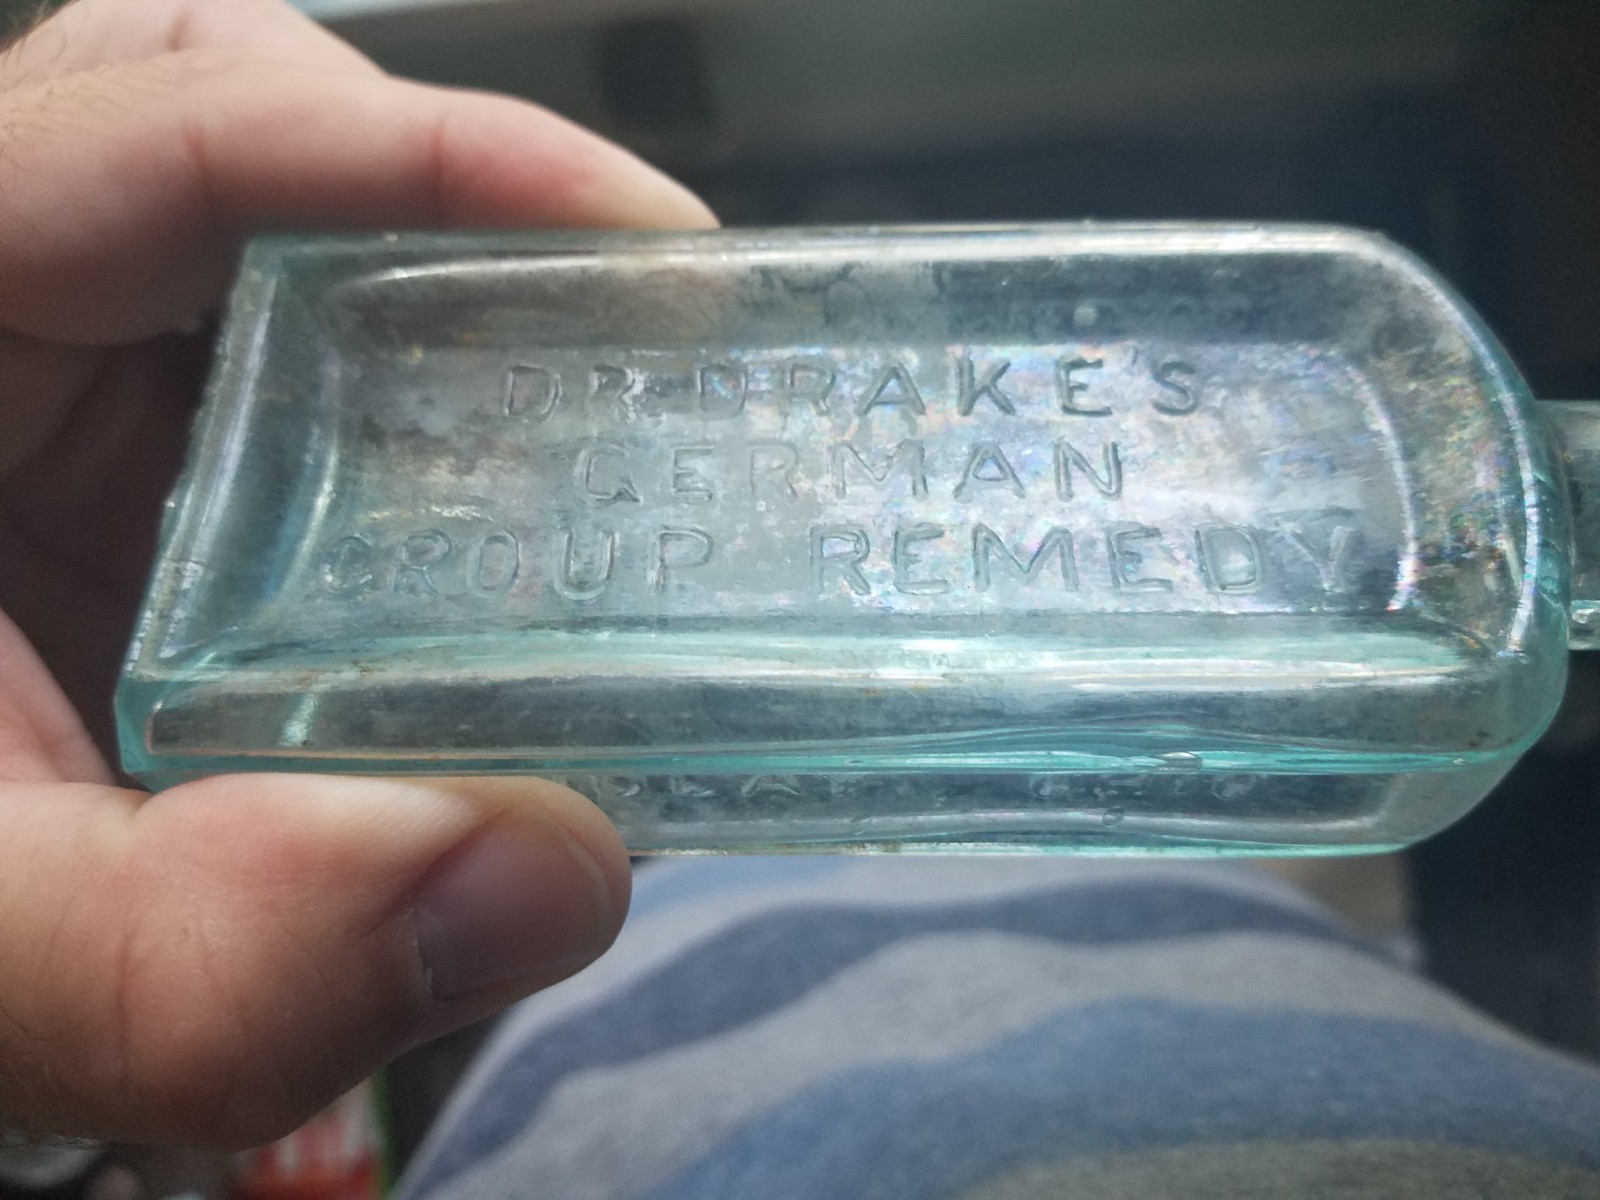 DR. DRAKE'S
GERMAN
CROUP REMEDY